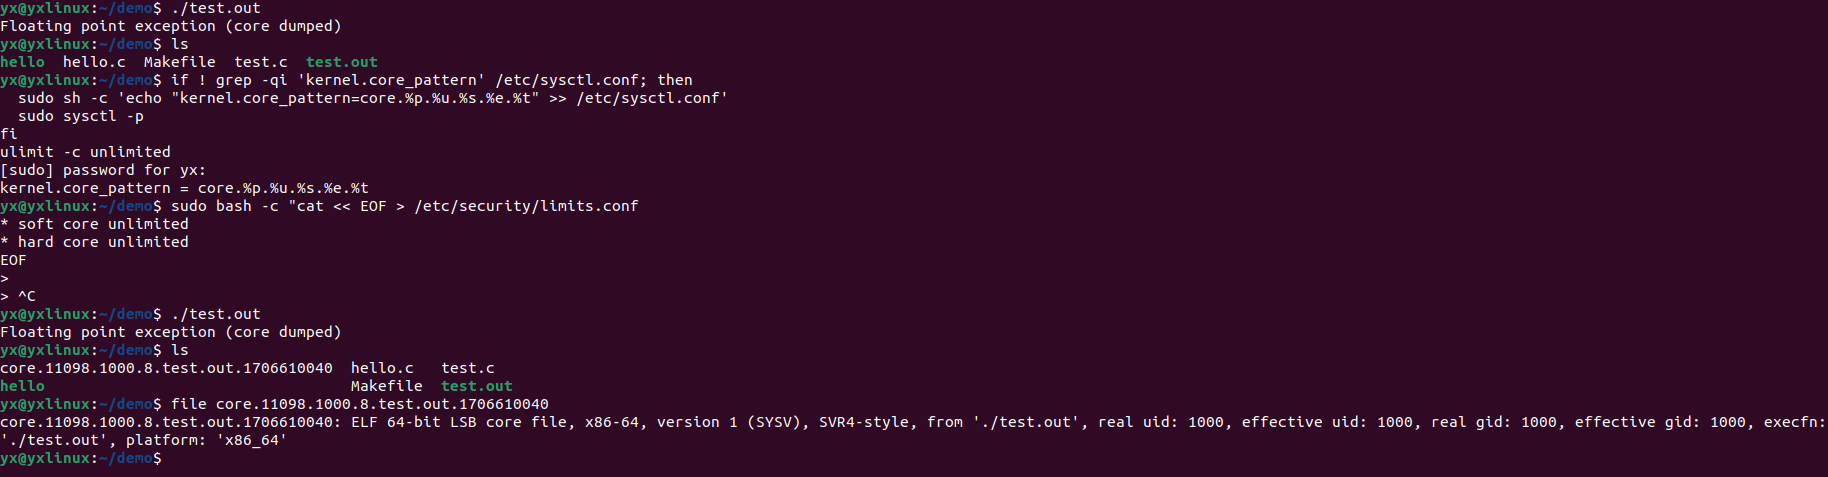 yx@yxlinux:~/demo$ ./test.out
Floating point exception (core dumped)
yx@yxlinux:~/demo$ ls
hello  hello.c  Makefile  test.c  test.out
yx@yxlinux:~/demo$ if ! grep -qi 'kernel.core_pattern' /etc/sysctl.conf; then
  sudo sh -c 'echo "kernel.core_pattern=core.%p.%u.%s.%e.%t" >> /etc/sysctl.conf'
  sudo sysctl -p
fi
ulimit -c unlimited
[sudo] password for yx:
kernel.core_pattern = core.%p.%u.%s.%e.%t
yx@yxlinux:~/demo$ sudo bash -c "cat << EOF > /etc/security/limits.conf
* soft core unlimited
* hard core unlimited
EOF
>
> ^C
yx@yxlinux:~/demo$ ./test.out
Floating point exception (core dumped)
yx@yxlinux:~/demo$ ls
core.11098.1000.8.test.out.1706610040  hello.c   test.c
hello                                  Makefile  test.out
yx@yxlinux:~/demo$ file core.11098.1000.8.test.out.1706610040
core.11098.1000.8.test.out.1706610040: ELF 64-bit LSB core file, x86-64, version 1 (SYSV), SVR4-style, from './test.out', real uid: 1000, effective uid: 1000, real gid: 1000, effective gid: 1000, execfn:
'./test.out', platform: 'x86_64'
yx@yxlinux:~/demo$